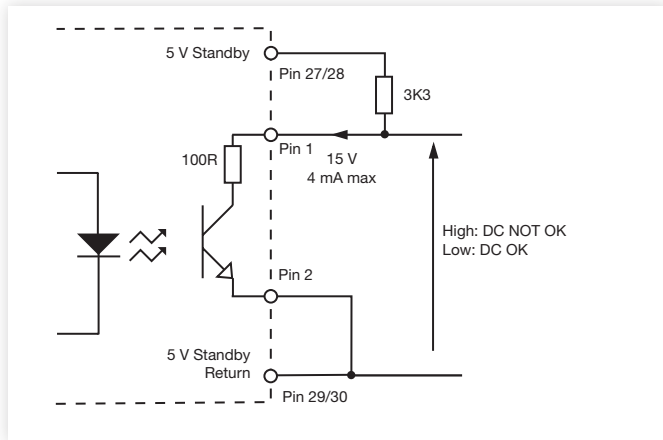 5 V Standby
Pin 27/28
3K3
Pin 1
100R
15 V
4 mA max
High: DC NOT OK
Low: DC OK
Pin 2
5 V Standby
Return
Pin 29/30